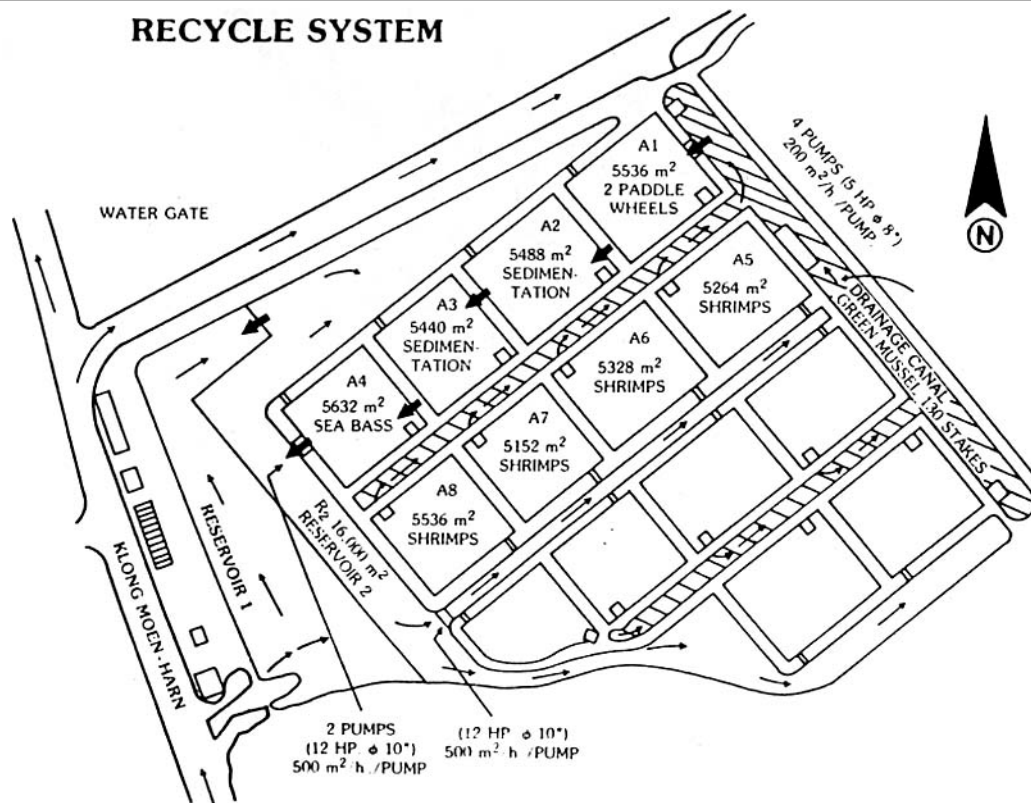 RECYCLE SYSTEM
WATER GATE
A1
5536 m²
2 PADDLE
WHEELS
A2
5488 m²
SEDIMEN-
TATION
A3
5440 m²
SEDIMEN-
TATION
A4
5632 m²
SEA BASS
A5
5264 m²
SHRIMPS
A6
5328 m²
SHRIMPS
A7
5152 m²
SHRIMPS
A8
5536 m²
SHRIMPS
4 PUMPS (5 HP ϕ 8")
200 m²/h /PUMP
N
DRAINAGE CANAL
GREEN MUSSEL 130 STAKES
R₂ 16,000 m²
RESERVOIR 2
RESERVOIR 1
KLONG MOEN-HARN
2 PUMPS
(12 HP. ϕ 10")
500 m²/h./PUMP
(12 HP. ϕ 10")
500 m²/h./PUMP